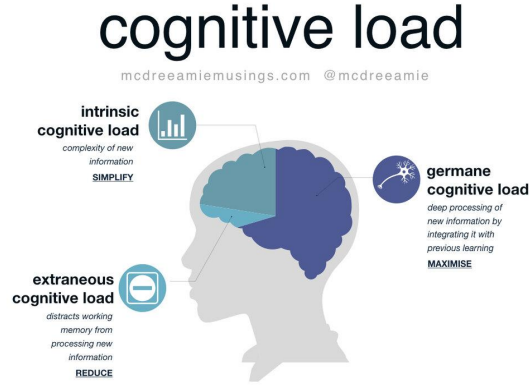 cognitive load
mcdreeamiemusings.com @mcdreeamie
intrinsic
cognitive load
complexity of new
information
SIMPLIFY
germane
cognitive load
deep processing of
new information by
integrating it with
previous learning
MAXIMISE
extraneous
cognitive load
distracts working
memory from
processing new
information
REDUCE